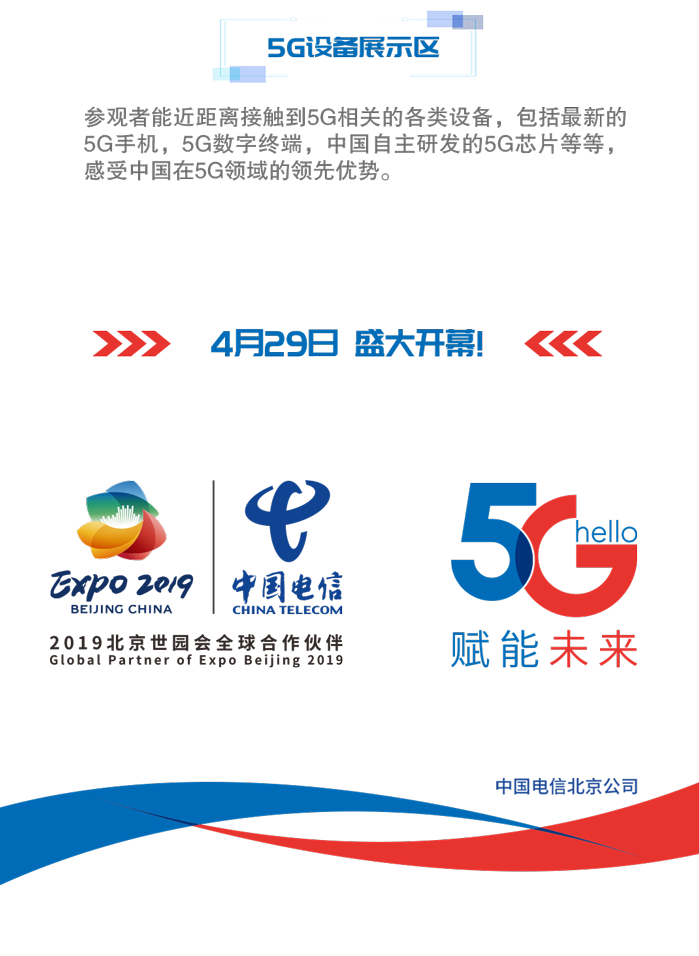 5G设备展示区
参观者能近距离接触到5G相关的各类设备，包括最新的
5G手机，5G数字终端，中国自主研发的5G芯片等等，
感受中国在5G领域的领先优势。
4月29日 盛大开幕!
EXPO 2019
BEIJING CHINA
中国电信
CHINA TELECOM
2019北京世园会全球合作伙伴
Global Partner of Expo Beijing 2019
5G hello
赋能未来
中国电信北京公司